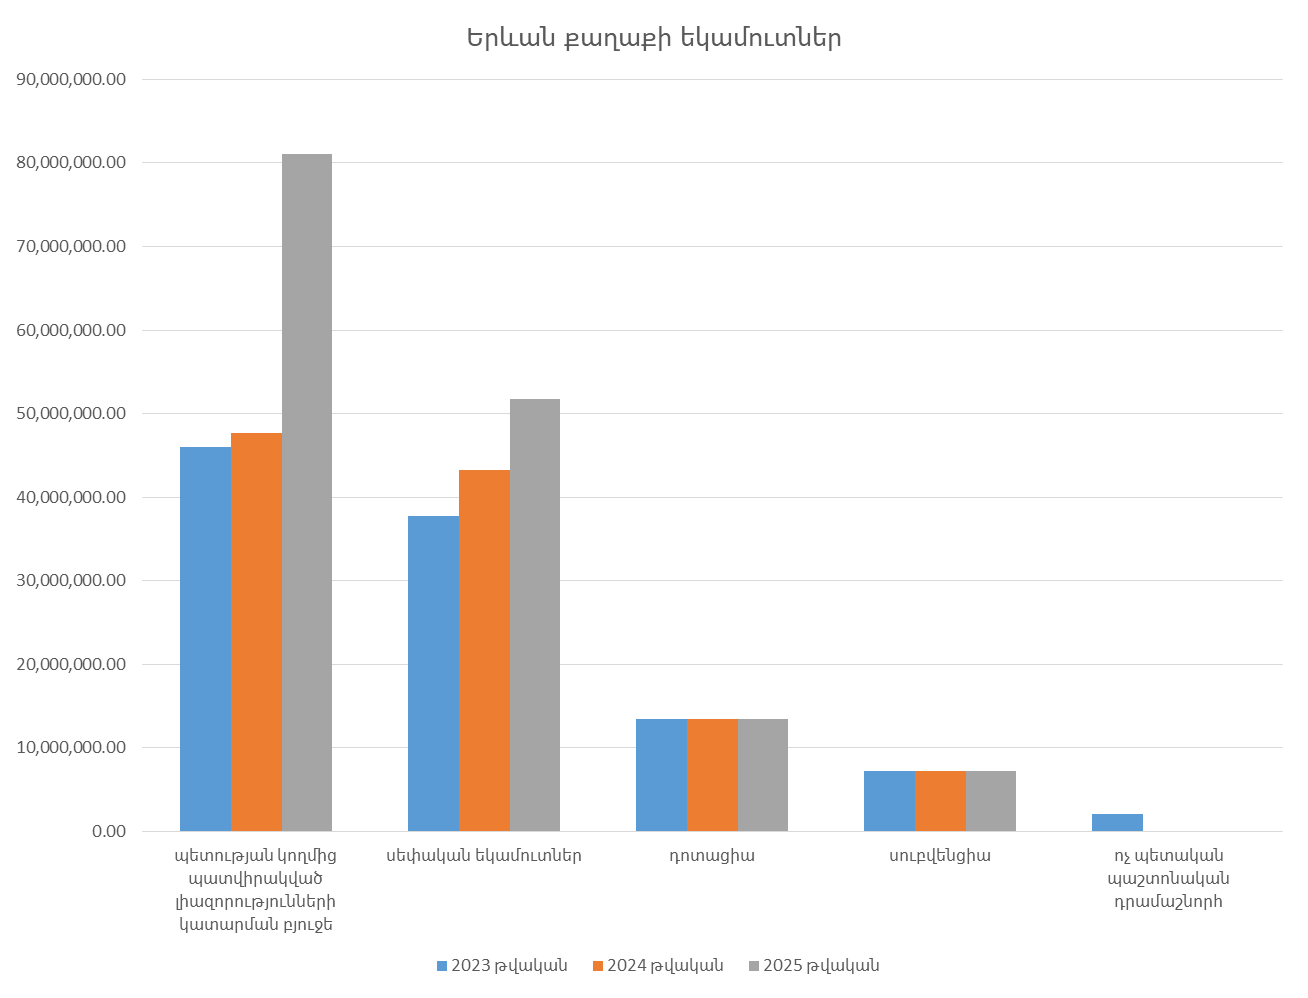 Երևան քաղաքի եկամուտներ
90,000,000.00
80,000,000.00
70,000,000.00
60,000,000.00
50,000,000.00
40,000,000.00
30,000,000.00
20,000,000.00
10,000,000.00
0.00
պետության կողմից
պատվիրակված
լիազորությունների
կատարման բյուջե
սեփական եկամուտներ
դոտացիա
սուբվենցիա
ոչ պետական
պաշտոնական
դրամաշնորհ
2023 թվական
2024 թվական
2025 թվական